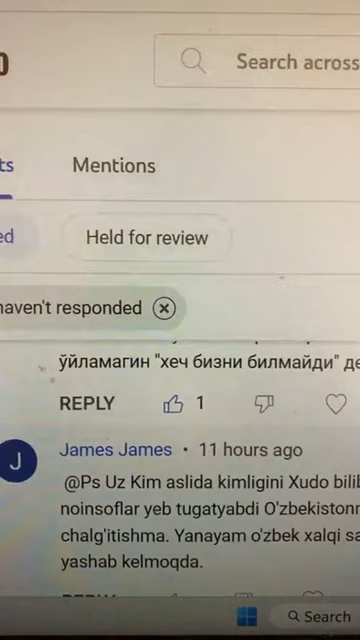 Search across
ts
Mentions
ed
Held for review
haven't responded
ўйламагин "хеч бизни билмайди" де
REPLY 1
J
James James • 11 hours ago
@Ps Uz Kim aslida kimligini Xudo bilib
noinsoflar yeb tugatyabdi O'zbekistonn
chalg'itishma. Yanayam o'zbek xalqi sa
yashab kelmoqda.
Search